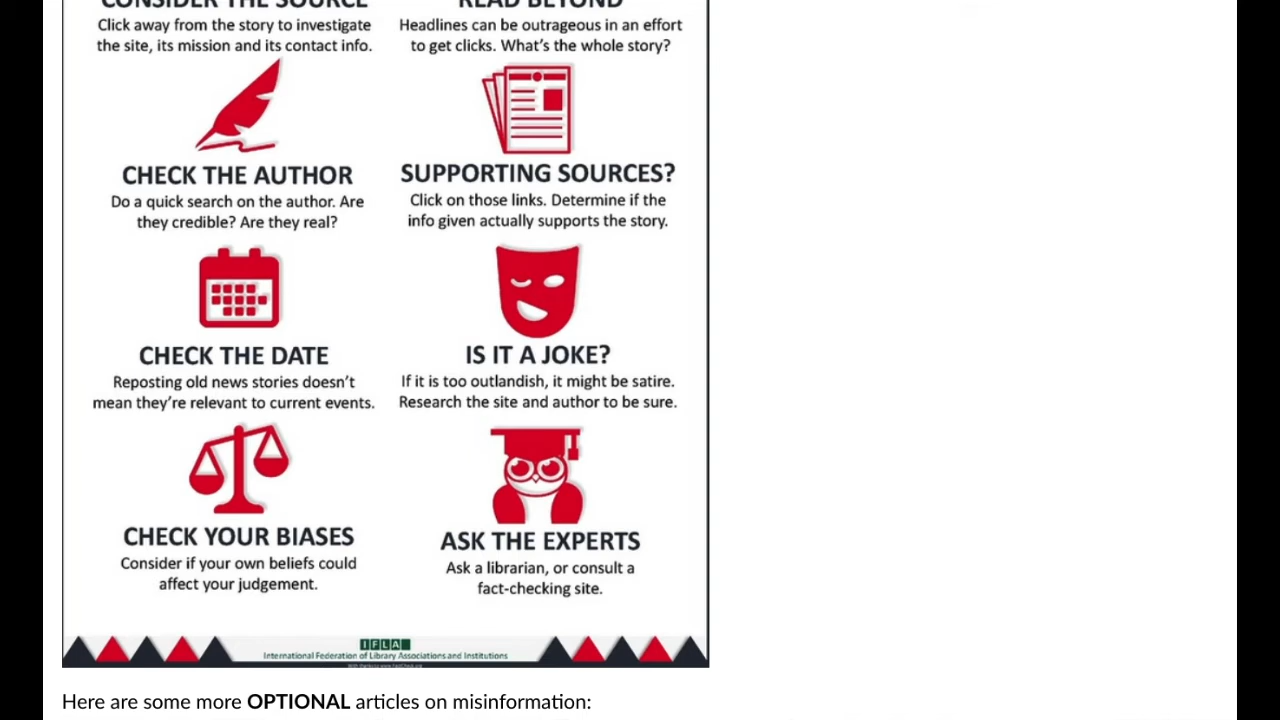 CONSIDER THE SOURCE
Click away from the story to investigate
the site, its mission and its contact info.
READ BEYOND
Headlines can be outrageous in an effort
to get clicks. What's the whole story?
CHECK THE AUTHOR
Do a quick search on the author. Are
they credible? Are they real?
SUPPORTING SOURCES?
Click on those links. Determine if the
info given actually supports the story.
CHECK THE DATE
Reposting old news stories doesn't
mean they're relevant to current events.
IS IT A JOKE?
If it is too outlandish, it might be satire.
Research the site and author to be sure.
CHECK YOUR BIASES
Consider if your own beliefs could
affect your judgement.
ASK THE EXPERTS
Ask a librarian, or consult a
fact-checking site.
IFLA
International Federation of Library Associations and Institutions
With thanks to www.FactCheck.org
Here are some more OPTIONAL articles on misinformation: